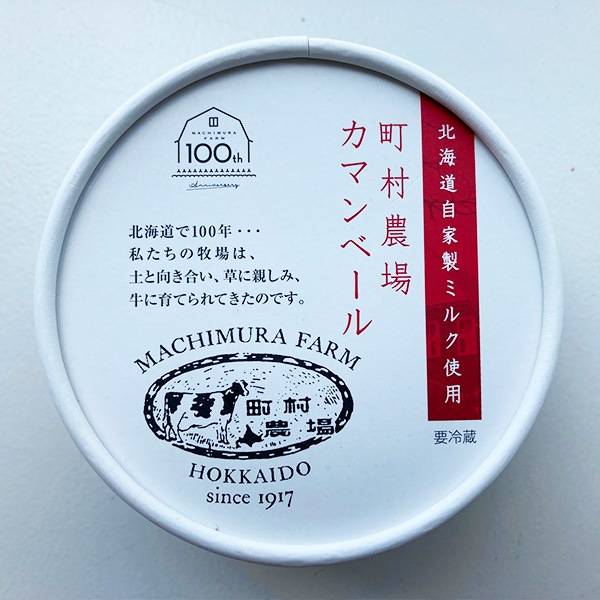 MACHIMURA
FARM
100th
Anniversary
北海道自家製ミルク使用
町村農場
カマンベール
北海道で100年・・・
私たちの牧場は、
土と向き合い、草に親しみ、
牛に育てられてきたのです。
MACHIMURA FARM
町村
農場
HOKKAIDO
since 1917
要冷蔵